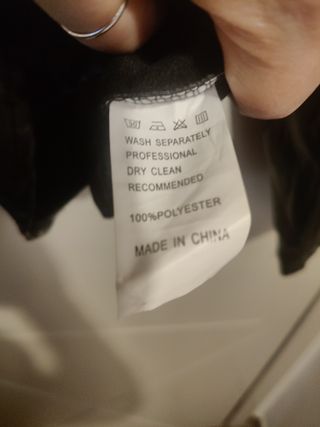 WASH SEPARATELY
PROFESSIONAL
DRY CLEAN
RECOMMENDED
100%POLYESTER
MADE IN CHINA